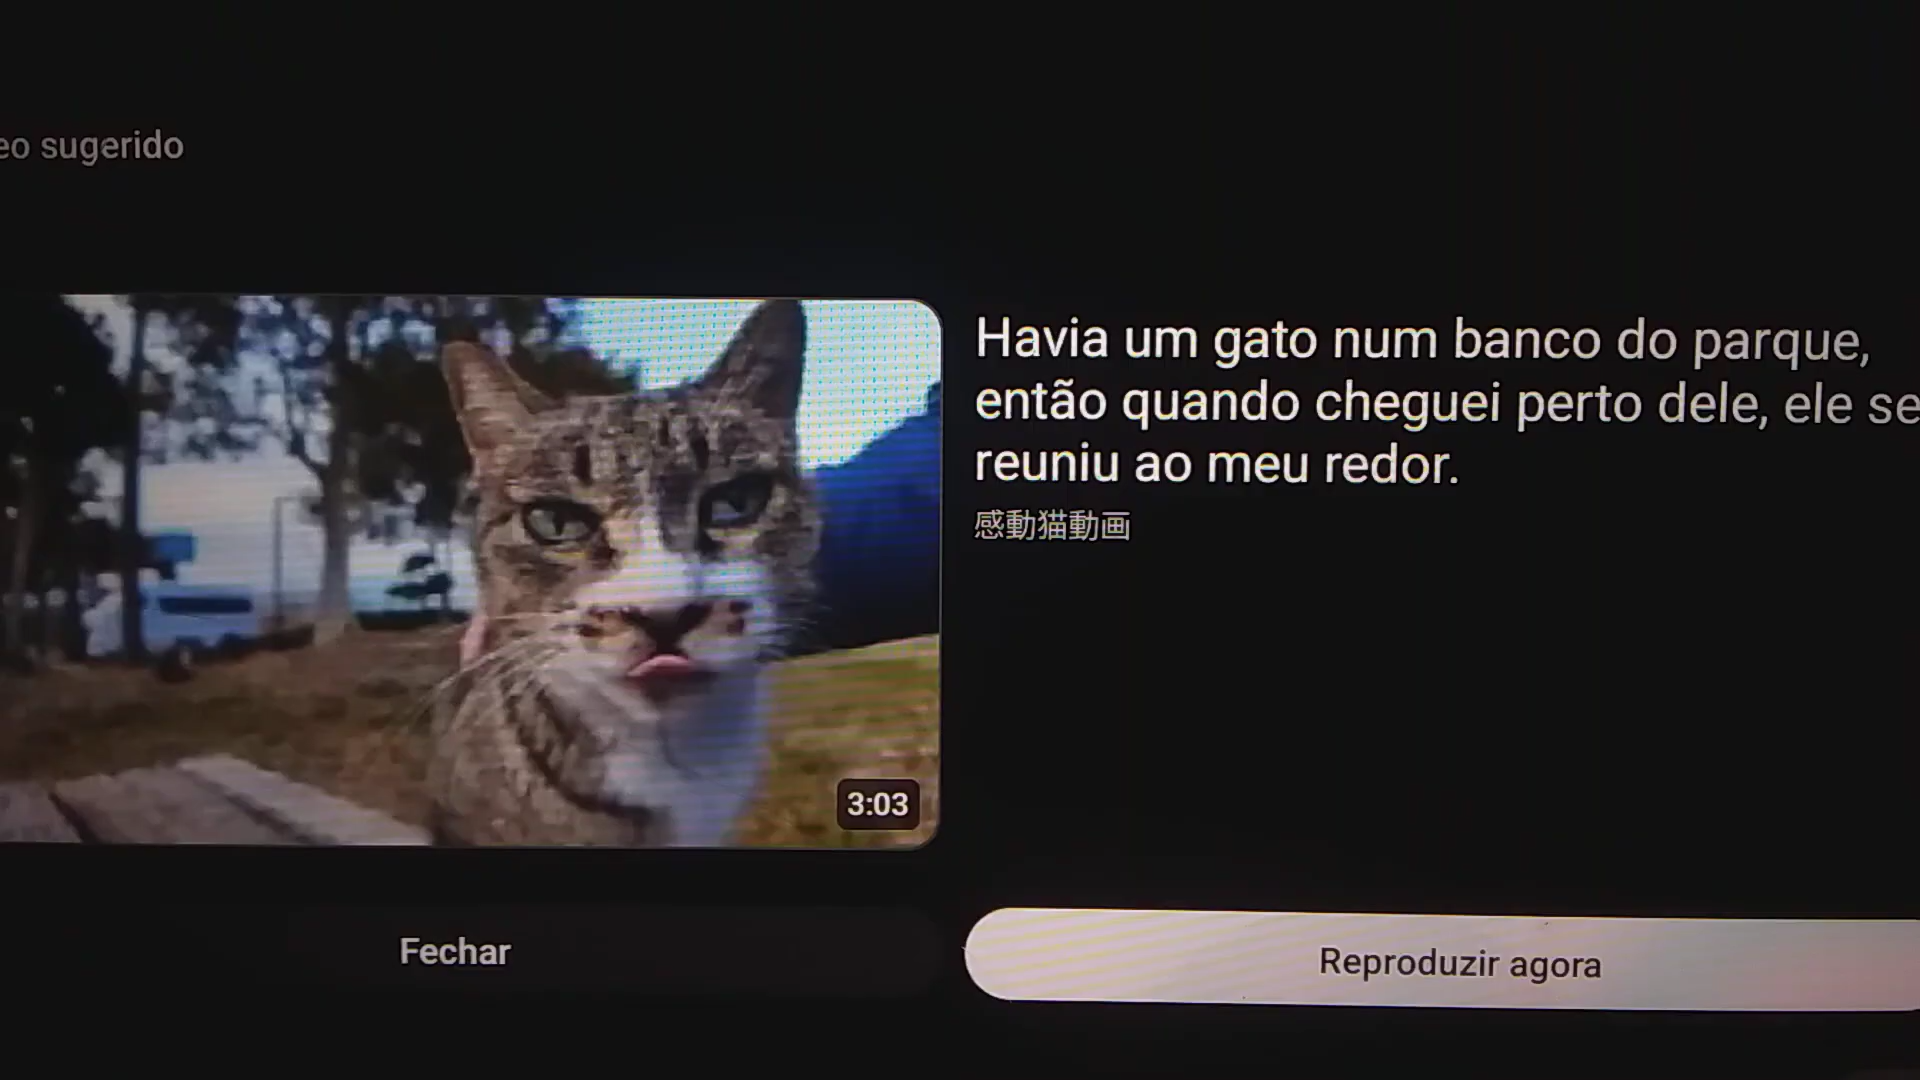 eo sugerido
Havia um gato num banco do parque,
então quando cheguei perto dele, ele se
reuniu ao meu redor.
感動猫動画
3:03
Fechar
Reproduzir agora